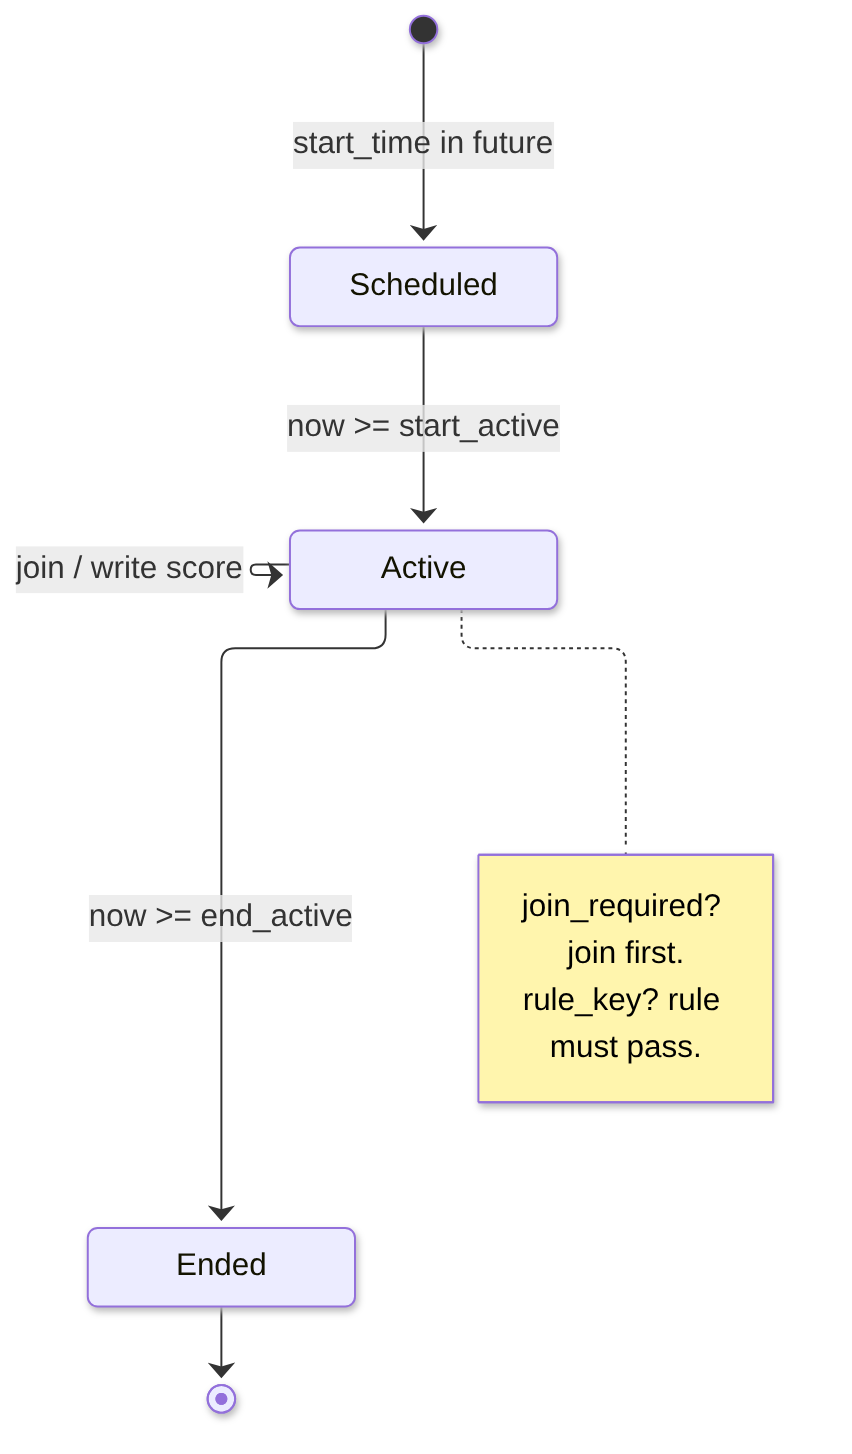 start_time in future
Scheduled
now >= start_active
Active
join / write score
now >= end_active
join_required?
join first.
rule_key? rule
must pass.
Ended